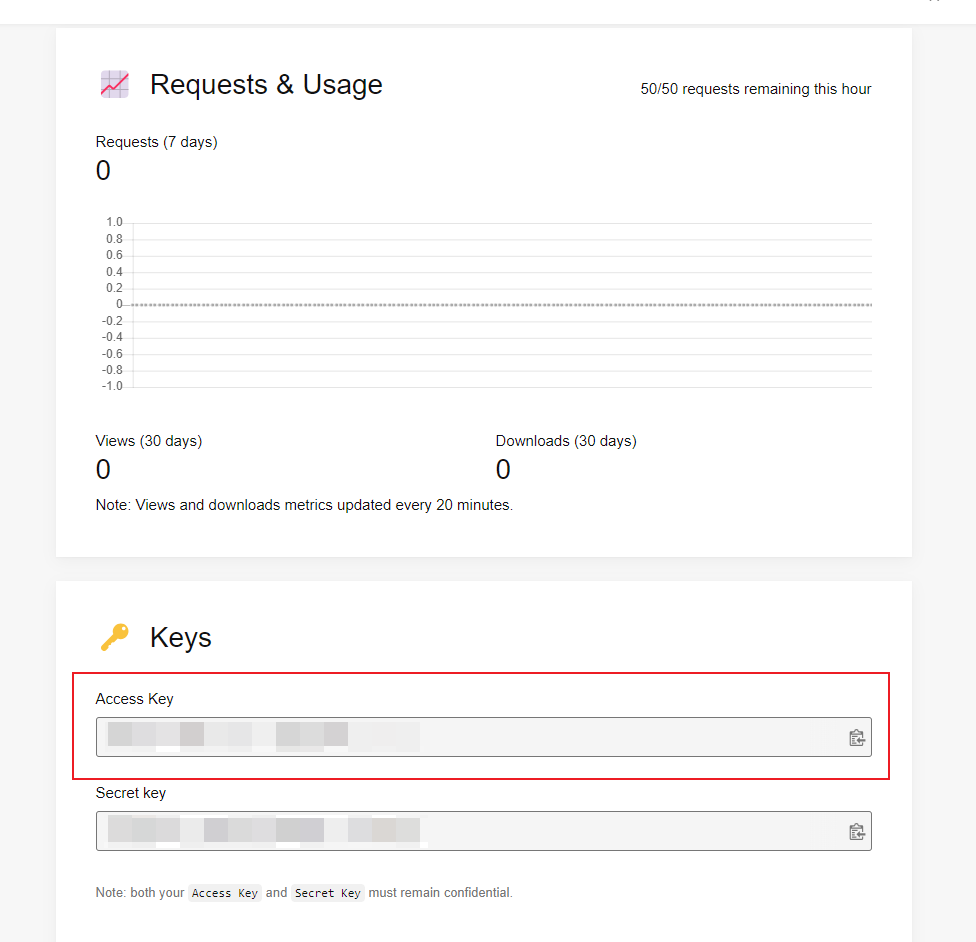 Requests & Usage
50/50 requests remaining this hour
Requests (7 days)
0
1.0
0.8
0.6
0.4
0.2
0
-0.2
-0.4
-0.6
-0.8
-1.0
Views (30 days)
0
Downloads (30 days)
0
Note: Views and downloads metrics updated every 20 minutes.
Keys
Access Key
Secret key
Note: both your Access Key and Secret Key must remain confidential.